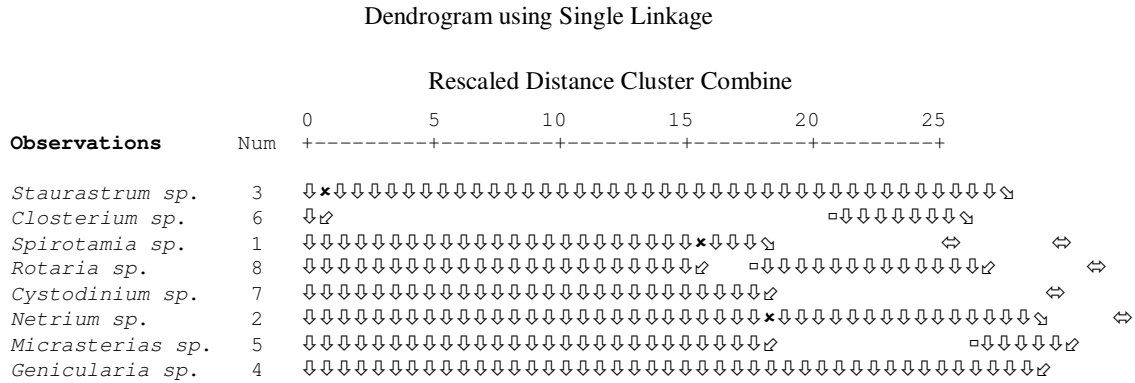 Dendrogram using Single Linkage
Rescaled Distance Cluster Combine
0 5 10 15 20 25
Observations Num +---------+---------+---------+---------+---------+
Staurastrum sp. 3 ⇩×⇩⇩⇩⇩⇩⇩⇩⇩⇩⇩⇩⇩⇩⇩⇩⇩⇩⇩⇩⇩⇩⇩⇩⇩⇩⇩⇩⇩⇩⇩⇩⇩⇩⇩⇩⇩⇩⇩⬂
Closterium sp. 6 ⇩⬃ ▫⇩⇩⇩⇩⇩⇩⇩⬂
Spirotamia sp. 1 ⇩⇩⇩⇩⇩⇩⇩⇩⇩⇩⇩⇩⇩⇩⇩⇩⇩⇩⇩⇩⇩⇩×⇩⇩⇩⬂ ⬄ ⬄
Rotaria sp. 8 ⇩⇩⇩⇩⇩⇩⇩⇩⇩⇩⇩⇩⇩⇩⇩⇩⇩⇩⇩⇩⇩⇩⬃ ▫⇩⇩⇩⇩⇩⇩⇩⇩⇩⇩⇩⇩⬃ ⬄
Cystodinium sp. 7 ⇩⇩⇩⇩⇩⇩⇩⇩⇩⇩⇩⇩⇩⇩⇩⇩⇩⇩⇩⇩⇩⇩⇩⇩⇩⇩⬃ ⬄
Netrium sp. 2 ⇩⇩⇩⇩⇩⇩⇩⇩⇩⇩⇩⇩⇩⇩⇩⇩⇩⇩⇩⇩⇩⇩⇩⇩⇩⇩×⇩⇩⇩⇩⇩⇩⇩⇩⇩⇩⇩⇩⇩⇩⬂ ⬄
Micrasterias sp. 5 ⇩⇩⇩⇩⇩⇩⇩⇩⇩⇩⇩⇩⇩⇩⇩⇩⇩⇩⇩⇩⇩⇩⇩⇩⇩⇩⬃ ▫⇩⇩⇩⇩⇩⬃
Genicularia sp. 4 ⇩⇩⇩⇩⇩⇩⇩⇩⇩⇩⇩⇩⇩⇩⇩⇩⇩⇩⇩⇩⇩⇩⇩⇩⇩⇩⇩⇩⇩⇩⇩⇩⇩⇩⇩⇩⇩⇩⇩⇩⇩⇩⬃